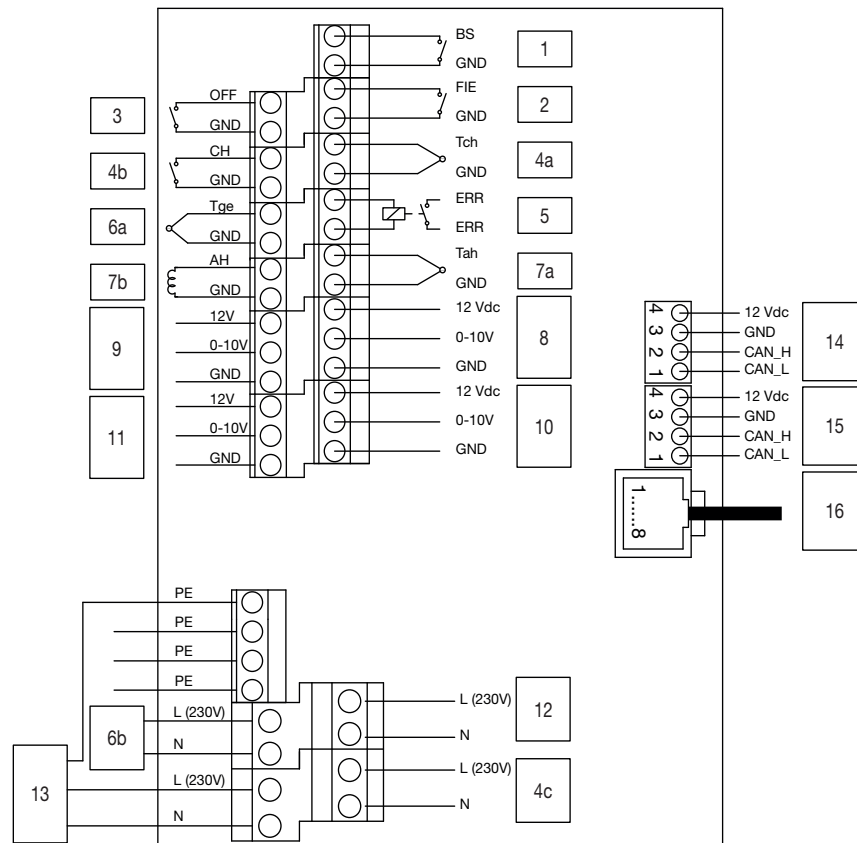 BS
1
GND
FIE
2
GND
OFF
3
GND
Tch
4a
GND
CH
4b
GND
ERR
5
ERR
Tge
6a
GND
Tah
7a
GND
AH
7b
GND
12 Vdc
0-10V
8
GND
12V
0-10V
9
GND
12 Vdc
0-10V
10
GND
12V
0-10V
11
GND
4 12 Vdc
3 GND
2 CAN_H
1 CAN_L
14
4 12 Vdc
3 GND
2 CAN_H
1 CAN_L
15
1......8
16
PE
PE
PE
PE
L (230V)
6b
N
L (230V)
13
N
L (230V)
12
N
L (230V)
4c
N